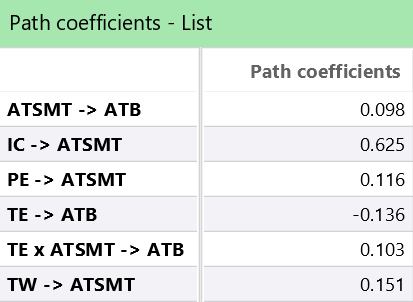 Path coefficients - List
Path coefficients
ATSMT -> ATB 0.098
IC -> ATSMT 0.625
PE -> ATSMT 0.116
TE -> ATB -0.136
TE x ATSMT -> ATB 0.103
TW -> ATSMT 0.151